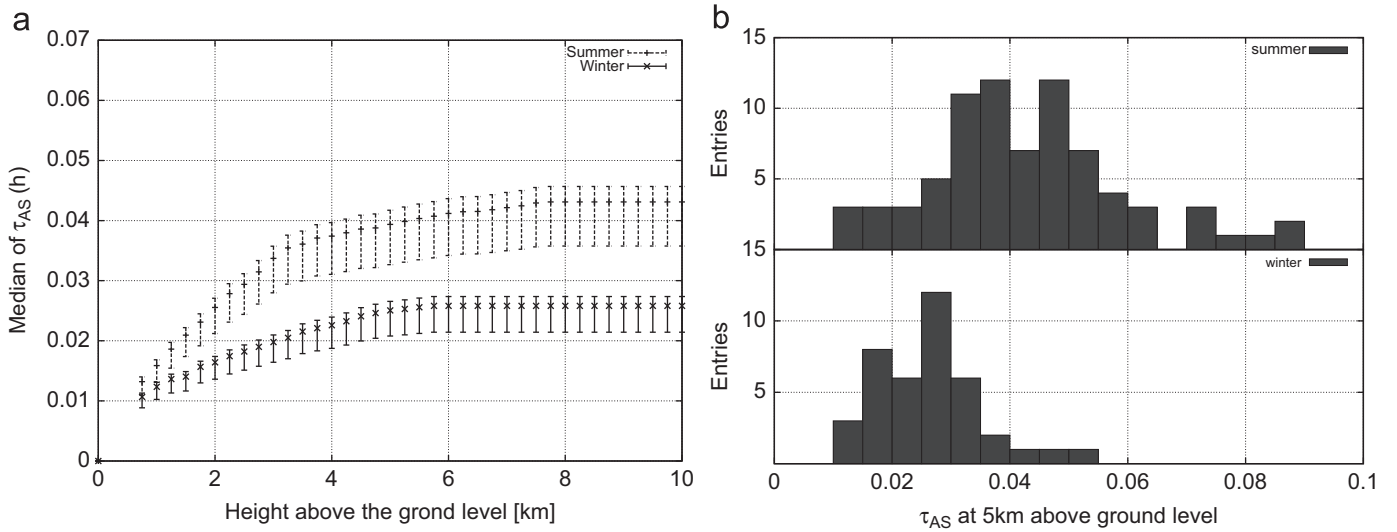 a
0.07
0.06
0.05
0.04
0.03
0.02
0.01
0
Median of τAS (h)
Summer
Winter
0 2 4 6 8 10
Height above the grond level [km]
b
15
10
5
Entries
summer
15
10
5
Entries
winter
0.02 0.04 0.06 0.08 0.1
τAS at 5km above ground level